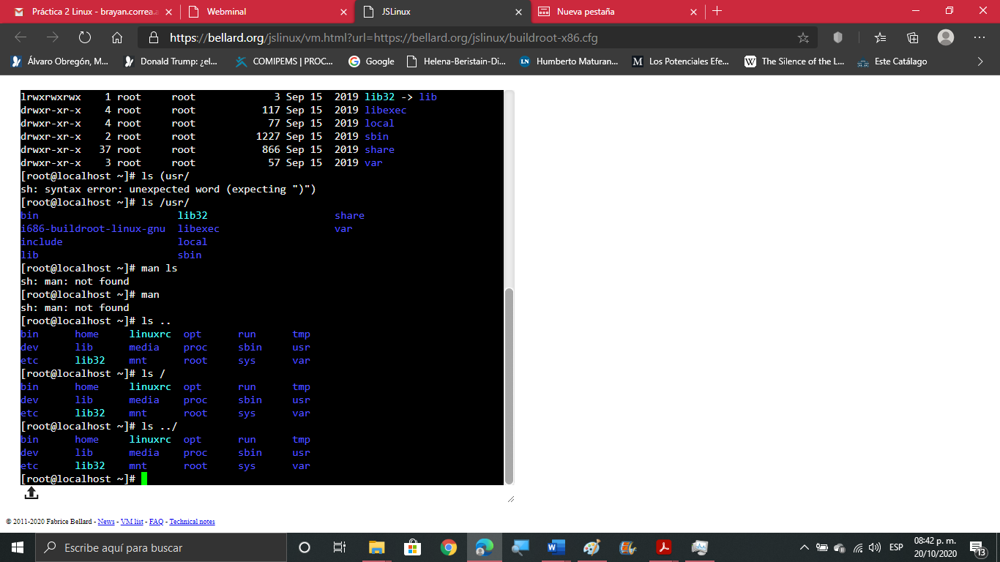 Práctica 2 Linux - brayan.correa.a
Webminal
JSLinux
Nueva pestaña
https://bellard.org/jslinux/vm.html?url=https://bellard.org/jslinux/buildroot-x86.cfg
Álvaro Obregón, M...
Donald Trump: ¿el...
COMIPEMS | PROC...
Google
Helena-Beristain-Di...
LN Humberto Maturan...
M Los Potenciales Efe...
W The Silence of the L...
Este Catálago
lrwxrwxrwx 1 root root 3 Sep 15 2019 lib32 -> lib
drwxr-xr-x 4 root root 117 Sep 15 2019 libexec
drwxr-xr-x 4 root root 77 Sep 15 2019 local
drwxr-xr-x 2 root root 1227 Sep 15 2019 sbin
drwxr-xr-x 37 root root 866 Sep 15 2019 share
drwxr-xr-x 3 root root 57 Sep 15 2019 var
[root@localhost ~]# ls (usr/
sh: syntax error: unexpected word (expecting ")")
[root@localhost ~]# ls /usr/
bin lib32 share
i686-buildroot-linux-gnu libexec var
include local
lib sbin
[root@localhost ~]# man ls
sh: man: not found
[root@localhost ~]# man
sh: man: not found
[root@localhost ~]# ls ..
bin home linuxrc opt run tmp
dev lib media proc sbin usr
etc lib32 mnt root sys var
[root@localhost ~]# ls /
bin home linuxrc opt run tmp
dev lib media proc sbin usr
etc lib32 mnt root sys var
[root@localhost ~]# ls ../
bin home linuxrc opt run tmp
dev lib media proc sbin usr
etc lib32 mnt root sys var
[root@localhost ~]#
© 2011-2020 Fabrice Bellard - News - VM list - FAQ - Technical notes
Escribe aquí para buscar
ESP
08:42 p. m.
20/10/2020
13